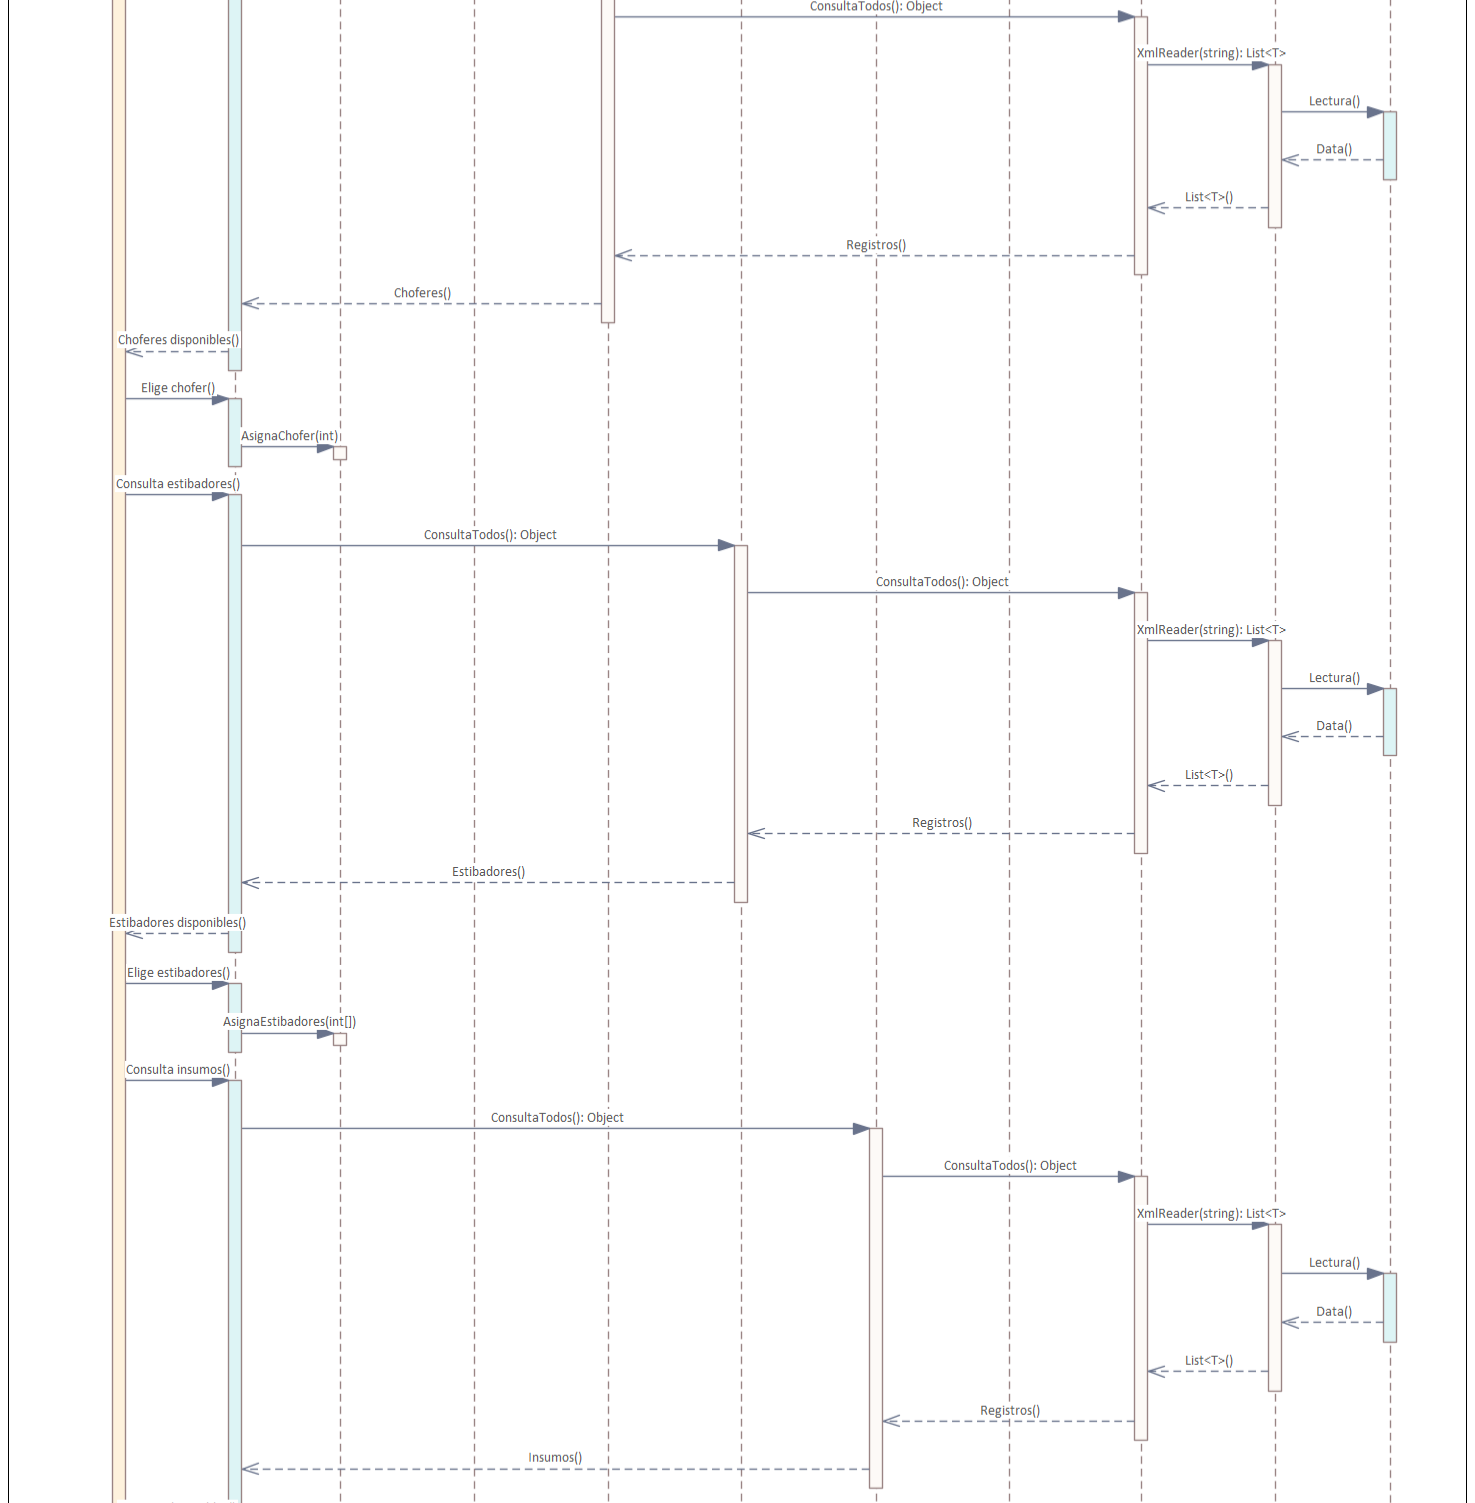 ConsultaTodos(): Object
XmlReader(string): List<T>
Lectura()
Data()
List<T>()
Registros()
Choferes()
Choferes disponibles()
Elige chofer()
AsignaChofer(int)
Consulta estibadores()
ConsultaTodos(): Object
ConsultaTodos(): Object
XmlReader(string): List<T>
Lectura()
Data()
List<T>()
Registros()
Estibadores()
Estibadores disponibles()
Elige estibadores()
AsignaEstibadores(int[])
Consulta insumos()
ConsultaTodos(): Object
ConsultaTodos(): Object
XmlReader(string): List<T>
Lectura()
Data()
List<T>()
Registros()
Insumos()